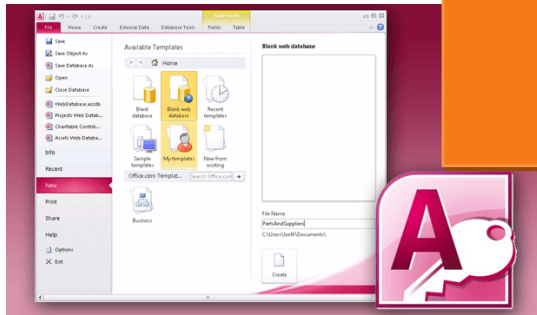 Table Tools
File Home Create External Data Database Tools Fields Table
Save
Save Object As
Save Database As
Open
Close Database
WebDatabase.accdb
Projects Web Datab...
Charitable Contrib...
Assets Web Databa...
Info
Recent
New
Print
Share
Help
Options
Exit
Available Templates
Home
Blank database
Blank web database
Recent templates
Sample templates
My templates
New from existing
Office.com Templat...
Search Office.com
Business
Blank web database
File Name
PartsAndSuppliers
C:\Users\UserX\Documents\
Create
A